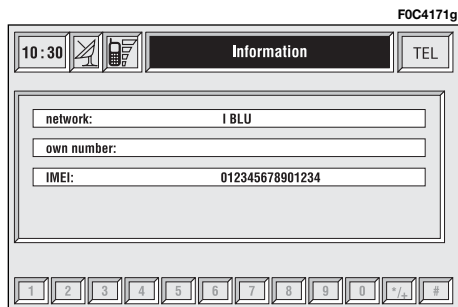 F0C4171g
10:30 Information TEL
network: I BLU
own number:
IMEI: 012345678901234
1 2 3 4 5 6 7 8 9 0 */+ #